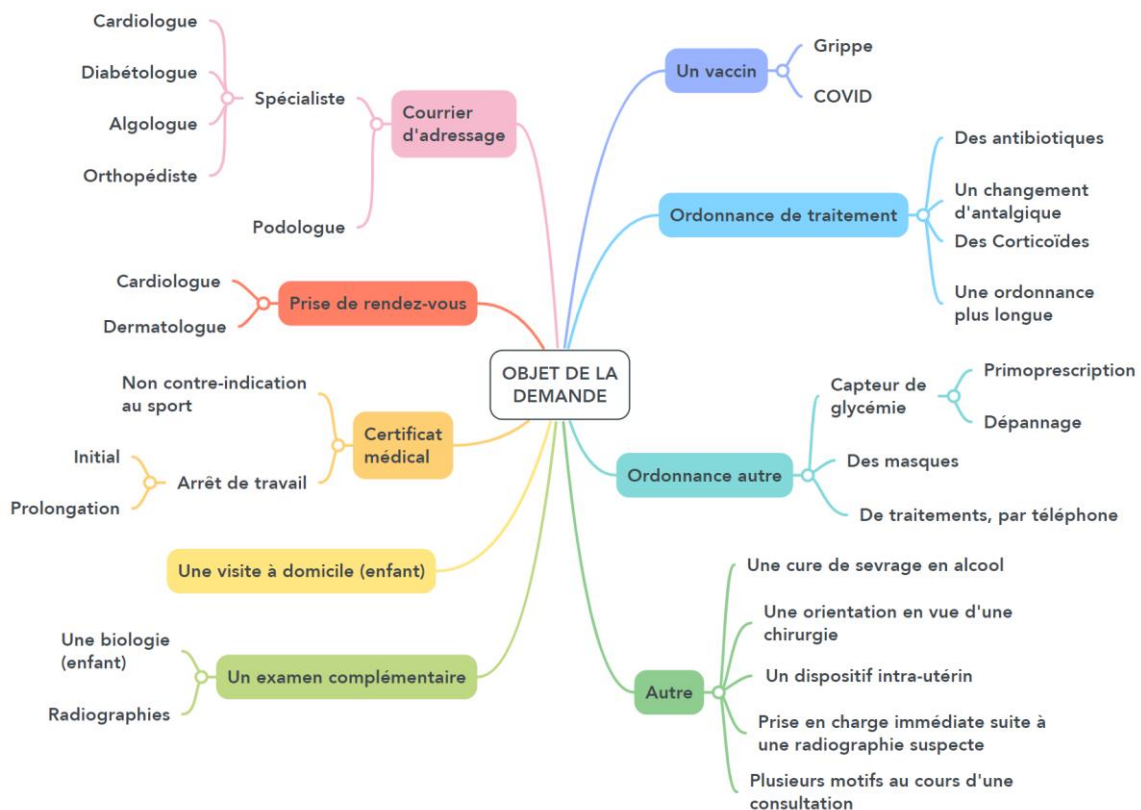 OBJET DE LA
DEMANDE
Courrier
d'adressage
Spécialiste
Cardiologue
Diabétologue
Algologue
Orthopédiste
Podologue
Prise de rendez-vous
Cardiologue
Dermatologue
Certificat
médical
Non contre-indication
au sport
Arrêt de travail
Initial
Prolongation
Une visite à domicile (enfant)
Un examen complémentaire
Une biologie
(enfant)
Radiographies
Un vaccin
Grippe
COVID
Ordonnance de traitement
Des antibiotiques
Un changement
d'antalgique
Des Corticoïdes
Une ordonnance
plus longue
Ordonnance autre
Capteur de
glycémie
Primoprescription
Dépannage
Des masques
De traitements, par téléphone
Autre
Une cure de sevrage en alcool
Une orientation en vue d'une
chirurgie
Un dispositif intra-utérin
Prise en charge immédiate suite à
une radiographie suspecte
Plusieurs motifs au cours d'une
consultation